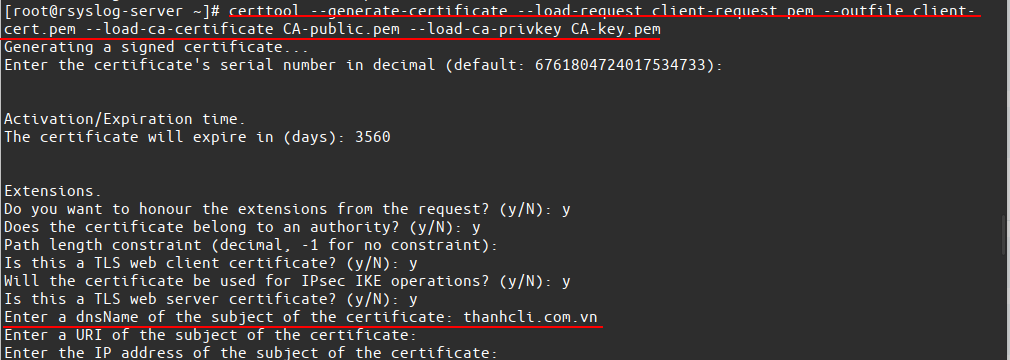 [root@rsyslog-server ~]# certtool --generate-certificate --load-request client-request.pem --outfile client-
cert.pem --load-ca-certificate CA-public.pem --load-ca-privkey CA-key.pem
Generating a signed certificate...
Enter the certificate's serial number in decimal (default: 6761804724017534733):
Activation/Expiration time.
The certificate will expire in (days): 3560
Extensions.
Do you want to honour the extensions from the request? (y/N): y
Does the certificate belong to an authority? (y/N): y
Path length constraint (decimal, -1 for no constraint):
Is this a TLS web client certificate? (y/N): y
Will the certificate be used for IPsec IKE operations? (y/N): y
Is this a TLS web server certificate? (y/N): y
Enter a dnsName of the subject of the certificate: thanhcli.com.vn
Enter a URI of the subject of the certificate:
Enter the IP address of the subject of the certificate: